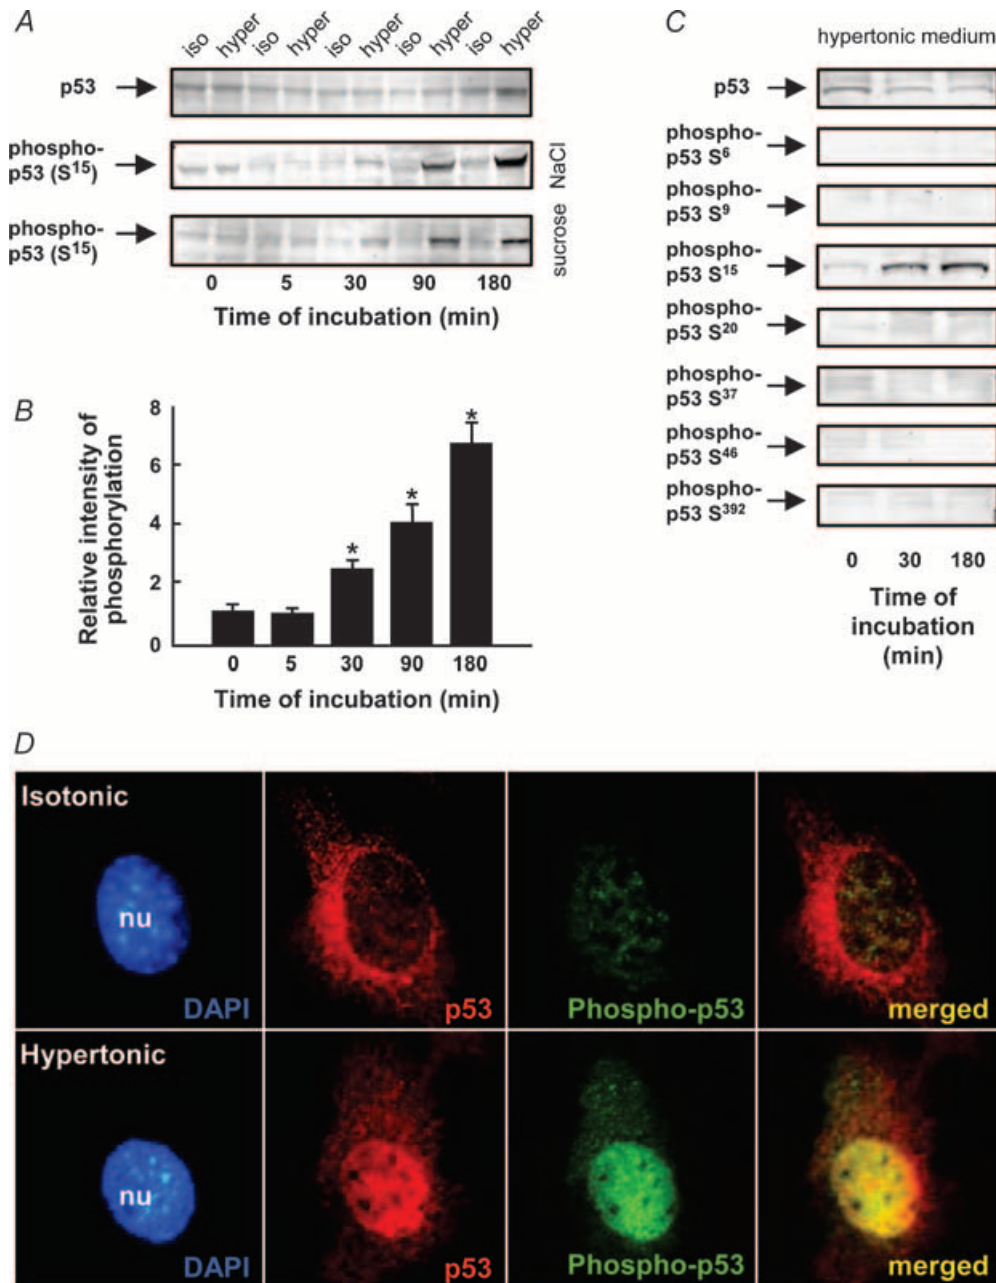 A
iso hyper iso hyper iso hyper iso hyper iso hyper
p53
phospho-
p53 (S15)
NaCl
phospho-
p53 (S15)
sucrose
0 5 30 90 180
Time of incubation (min)
B
Relative intensity of
phosphorylation
8
6
4
2
0
* * *
0 5 30 90 180
Time of incubation (min)
C
hypertonic medium
p53
phospho-
p53 S6
phospho-
p53 S9
phospho-
p53 S15
phospho-
p53 S20
phospho-
p53 S37
phospho-
p53 S46
phospho-
p53 S392
0 30 180
Time of
incubation
(min)
D
Isotonic
nu
DAPI
p53
Phospho-p53
merged
Hypertonic
nu
DAPI
p53
Phospho-p53
merged